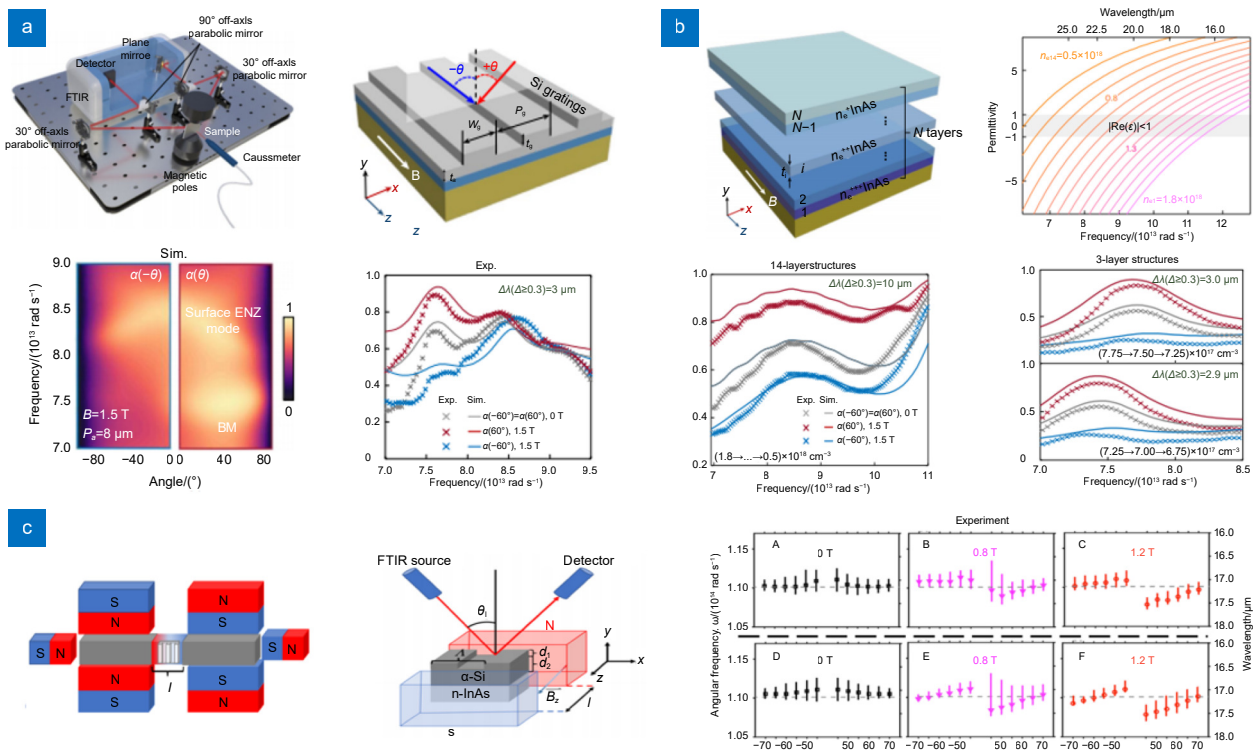 a
90° off-axls
parabolic mirror
Plane
mirroe
Detector
30° off-axls
parabolic mirror
FTIR
30° off-axls
parabolic mirror
Sample
Caussmeter
Magnetic
poles
−θ
+θ
Si gratings
Wg
Pg
tg
te
B
y
x
z
z
Sim.
α(−θ)
α(θ)
Surface ENZ
mode
BM
B=1.5 T
Pa=8 μm
9.0
8.5
8.0
7.5
7.0
Frequency/(10¹³ rad s⁻¹)
−80 −40 0 0 40 80
Angle/(°)
1
0
Exp.
Δλ(Δ≥0.3)=3 μm
1.0
0.8
0.6
0.4
0.2
0
Exp. Sim.
α(−60°)=α(60°), 0 T
α(60°), 1.5 T
α(−60°), 1.5 T
7.0 7.5 8.0 8.5 9.0 9.5
Frequency/(10¹³ rad s⁻¹)
b
N
N−1
ne⁺InAs
ne⁺⁺InAs
ne⁺⁺⁺InAs
N layers
ti
i
2
1
B
y
x
z
Wavelength/μm
25.0 22.5 20.0 18.0 16.0
ne14=0.5×10¹⁸
0.8
|Re(ε)|<1
1.3
ne1=1.8×10¹⁸
Permittivity
5
1
0
−1
−5
7 8 9 10 11 12
Frequency/(10¹³ rad s⁻¹)
14-layerstructures
Δλ(Δ≥0.3)=10 μm
1.0
0.8
0.6
0.4
0.2
Exp. Sim.
α(−60°)=α(60°), 0 T
α(60°), 1.5 T
α(−60°), 1.5 T
(1.8→...→0.5)×10¹⁸ cm⁻³
7 8 9 10 11
Frequency/(10¹³ rad s⁻¹)
3-layer structures
Δλ(Δ≥0.3)=3.0 μm
1.0
0.5
0
(7.75→7.50→7.25)×10¹⁷ cm⁻³
Δλ(Δ≥0.3)=2.9 μm
1.0
0.5
0
(7.25→7.00→6.75)×10¹⁷ cm⁻³
7.0 7.5 8.0 8.5
Frequency/(10¹³ rad s⁻¹)
c
S
N
N
S
S N
S N
N
S
S
N
l
FTIR source
Detector
θi
N
d1
d2
α-Si
n-InAs
Bz
l
s
y
x
z
Experiment
A 0 T
B 0.8 T
C 1.2 T
D 0 T
E 0.8 T
F 1.2 T
Angular frequency, ω/(10¹⁴ rad s⁻¹)
1.15
1.10
1.15
1.10
Wavelength/μm
16.0
16.5
17.0
17.5
16.0
16.5
17.0
17.5
18.0
−70 −60 −50 50 60 70
−70 −60 −50 50 60 70
−70 −60 −50 50 80 70